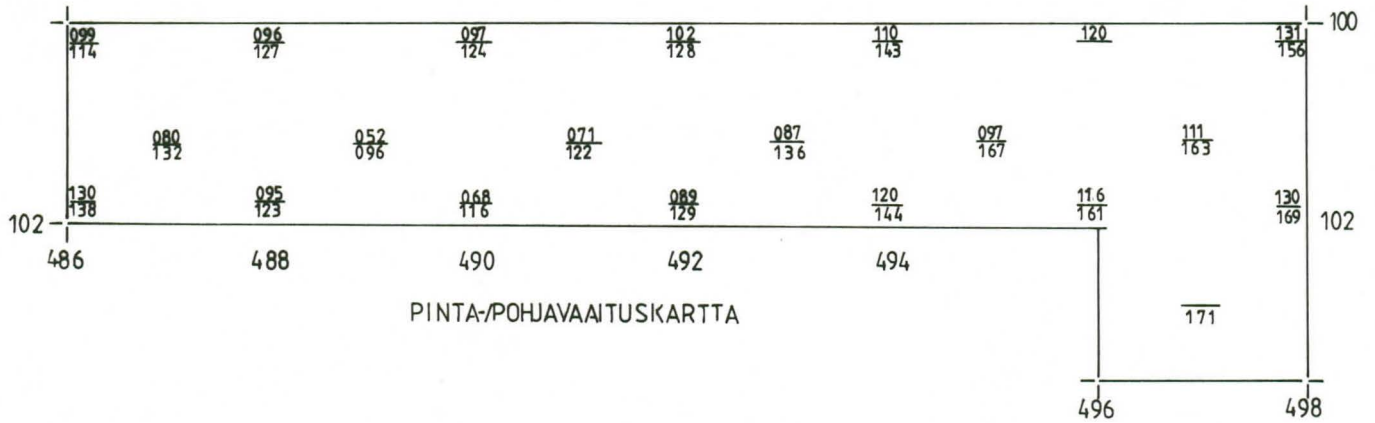 099 096 097 102 110 120 131 100
114 127 124 128 143 156
080 052 071 087 097 111
132 096 122 136 167 163
130 095 068 089 120 11.6 130
138 123 116 129 144 161 169
102 102
486 488 490 492 494
PINTA-/POHJAVAAITUSKARTTA
171
496 498